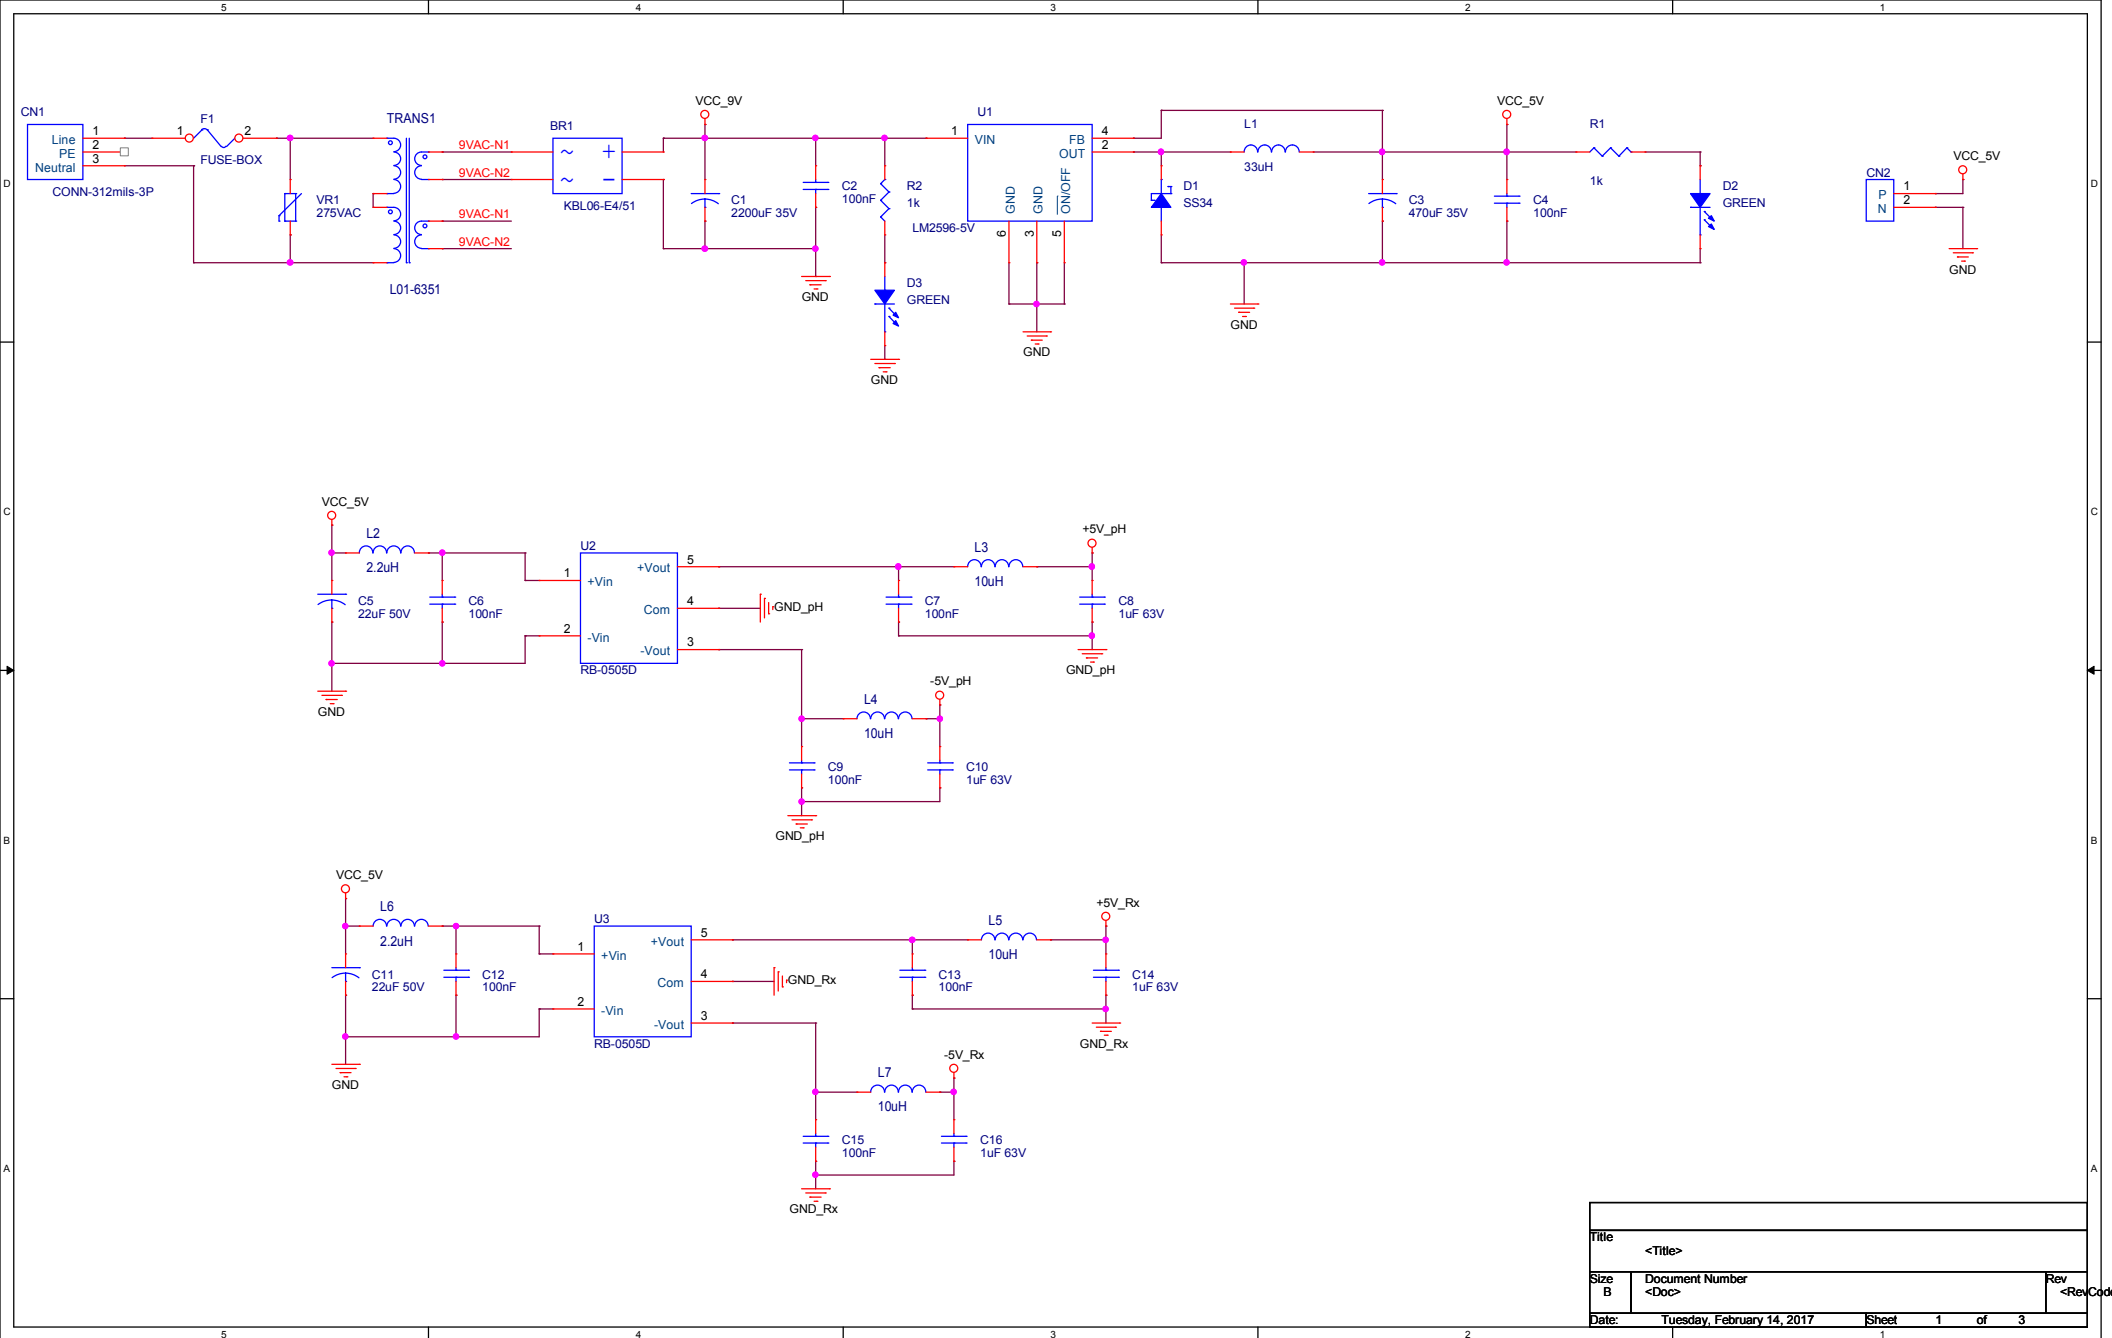 5 4 3 2 1
D
D
CN1
Line
PE
Neutral
1
2
3
CONN-312mils-3P
1
F1
2
FUSE-BOX
VR1
275VAC
TRANS1
L01-6351
9VAC-N1
9VAC-N2
9VAC-N1
9VAC-N2
BR1
~ +
~ −
KBL06-E4/51
VCC_9V
C1
2200uF 35V
C2
100nF
GND
R2
1k
D3
GREEN
GND
U1
1
VIN
FB
4
OUT
2
GND
GND
ON/OFF
6
3
5
LM2596-5V
GND
D1
SS34
L1
33uH
GND
C3
470uF 35V
VCC_5V
C4
100nF
R1
1k
D2
GREEN
CN2
P
N
1
2
VCC_5V
GND
C
C
VCC_5V
L2
2.2uH
C5
22uF 50V
C6
100nF
GND
U2
1
+Vin
2
-Vin
+Vout
5
Com
4
-Vout
3
RB-0505D
GND_pH
L3
10uH
+5V_pH
C7
100nF
C8
1uF 63V
GND_pH
L4
10uH
-5V_pH
C9
100nF
C10
1uF 63V
GND_pH
B
B
VCC_5V
L6
2.2uH
C11
22uF 50V
C12
100nF
GND
U3
1
+Vin
2
-Vin
+Vout
5
Com
4
-Vout
3
RB-0505D
GND_Rx
L5
10uH
+5V_Rx
C13
100nF
C14
1uF 63V
GND_Rx
L7
10uH
-5V_Rx
C15
100nF
C16
1uF 63V
GND_Rx
A
A
Title
<Title>
Size
B
Document Number
<Doc>
Rev
<RevCode
Date:
Tuesday, February 14, 2017
Sheet 1 of 3
5 4 3 2 1